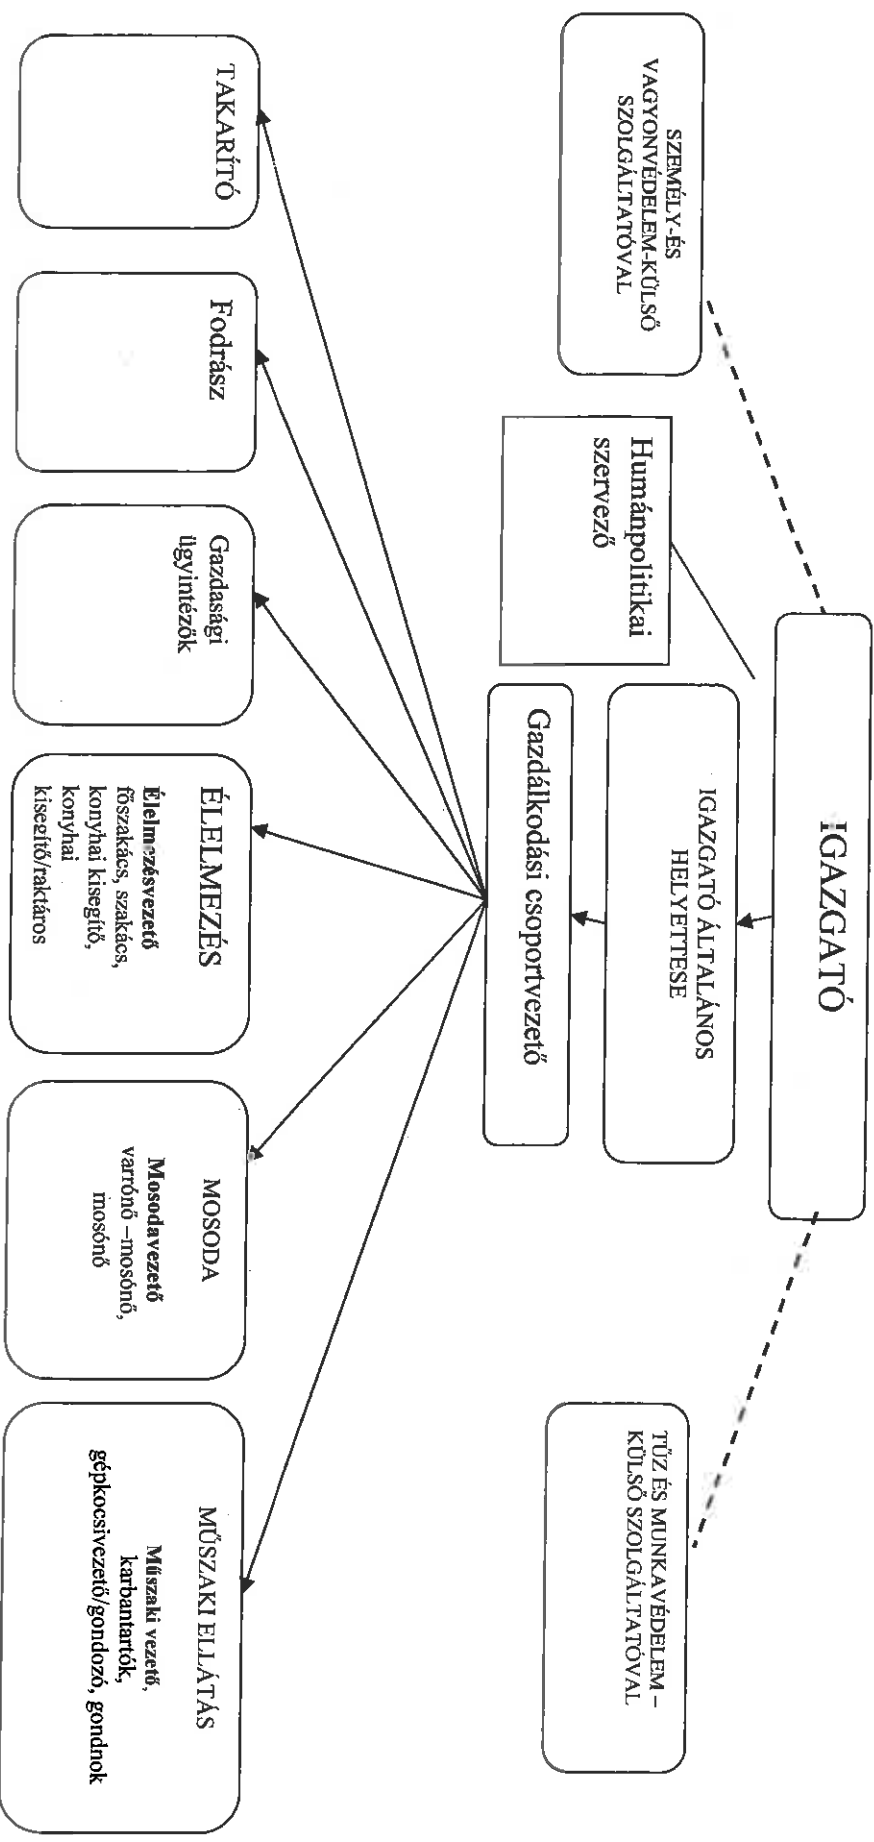 IGAZGATÓ
SZEMÉLY-ÉS
VAGYONVÉDELEM-KÜLSŐ
SZOLGÁLTATÓVAL
Humánpolitikai
szervező
IGAZGATÓ ÁLTALÁNOS
HELYETTESE
TŰZ ÉS MUNKAVÉDELEM –
KÜLSŐ SZOLGÁLTATÓVAL
Gazdálkodási csoportvezető
TAKARÍTÓ
Fodrász
Gazdasági
ügyintézők
ÉLELMEZÉS
Élelmezésvezető
főszakács, szakács,
konyhai kisegítő,
konyhai
kisegítő/raktáros
MOSODA
Mosodavezető
varrónő –mosónő,
mosónő
MŰSZAKI ELLÁTÁS
Műszaki vezető,
karbantartók,
gépkocsivezető/gondozó, gondnok